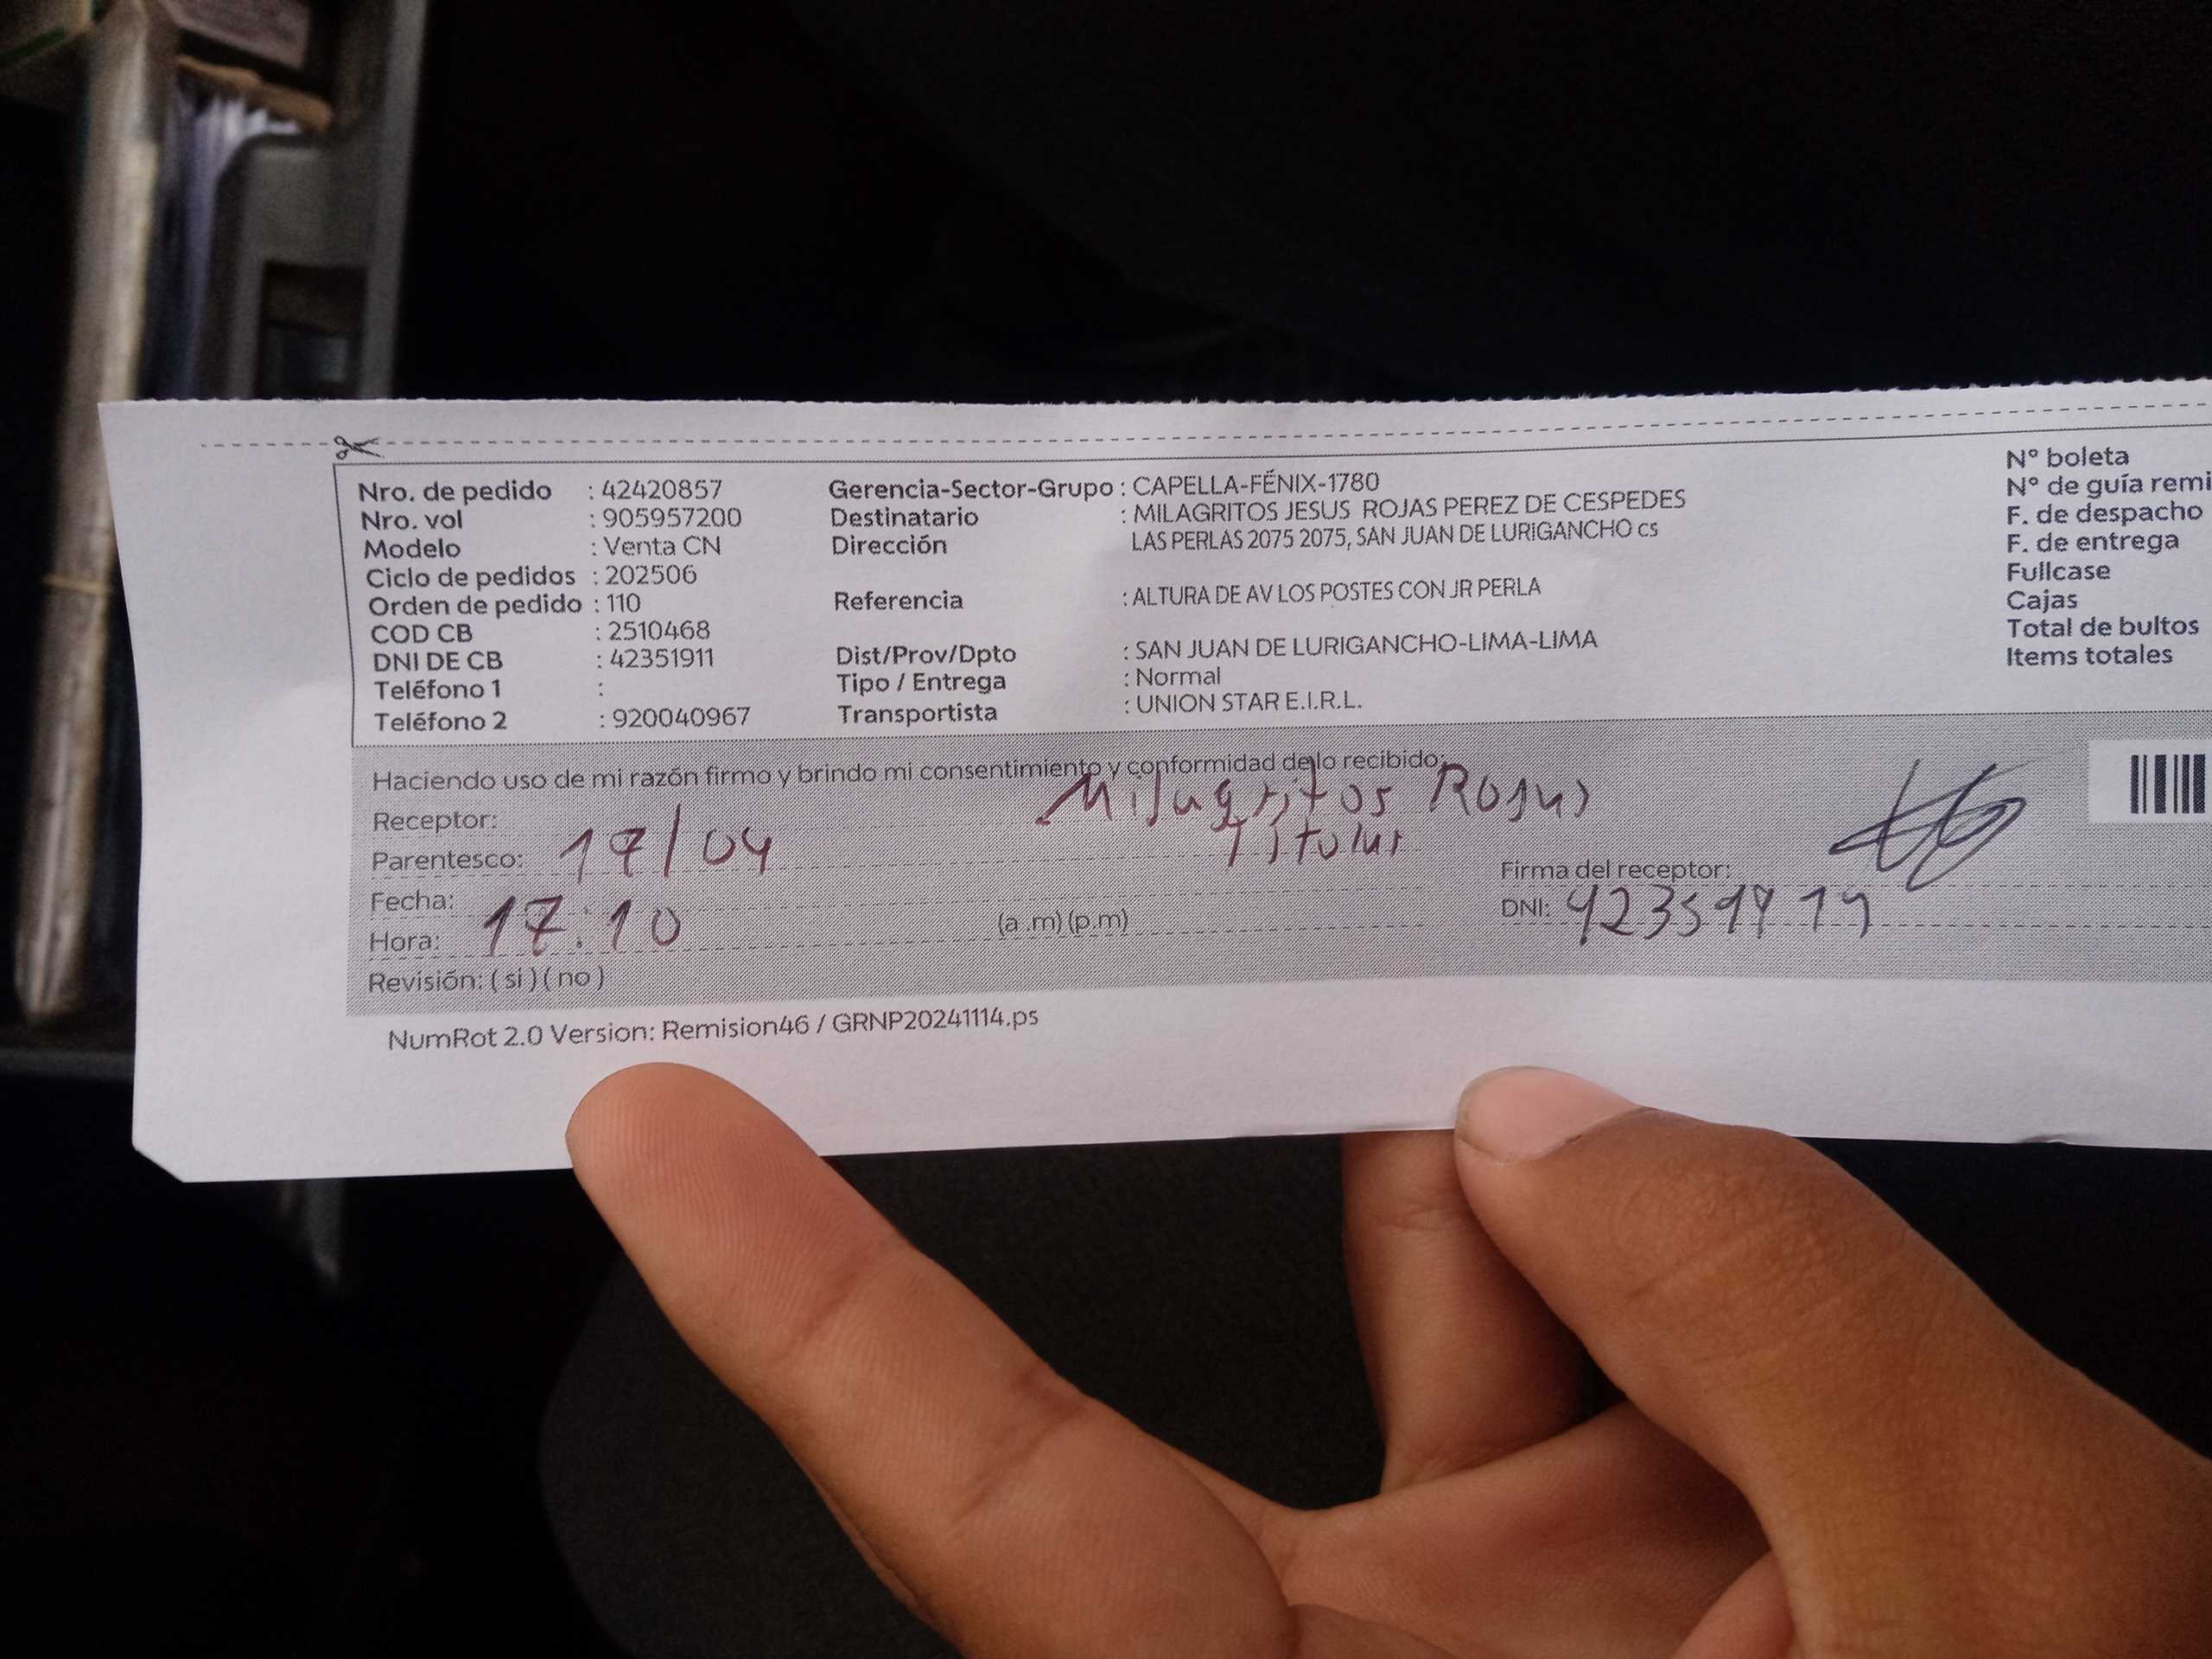 Nro. de pedido : 42420857
Nro. vol : 905957200
Modelo : Venta CN
Ciclo de pedidos : 202506
Orden de pedido : 110
COD CB : 2510468
DNI DE CB : 42351911
Teléfono 1 :
Teléfono 2 : 920040967
Gerencia-Sector-Grupo : CAPELLA-FÉNIX-1780
Destinatario : MILAGRITOS JESUS ROJAS PEREZ DE CESPEDES
Dirección LAS PERLAS 2075 2075, SAN JUAN DE LURIGANCHO cs
Referencia : ALTURA DE AV LOS POSTES CON JR PERLA
Dist/Prov/Dpto : SAN JUAN DE LURIGANCHO-LIMA-LIMA
Tipo / Entrega : Normal
Transportista : UNION STAR E.I.R.L.
N° boleta
N° de guía remi
F. de despacho
F. de entrega
Fullcase
Cajas
Total de bultos
Items totales
Haciendo uso de mi razón firmo y brindo mi consentimiento y conformidad de lo recibido:
Receptor: Milagritos Rojas
Parentesco: 17/04 Titular
Fecha:
Hora: 17:10 (a.m) (p.m)
Revisión: ( si ) ( no )
Firma del receptor:
DNI:
NumRot 2.0 Version: Remision46 / GRNP20241114.ps